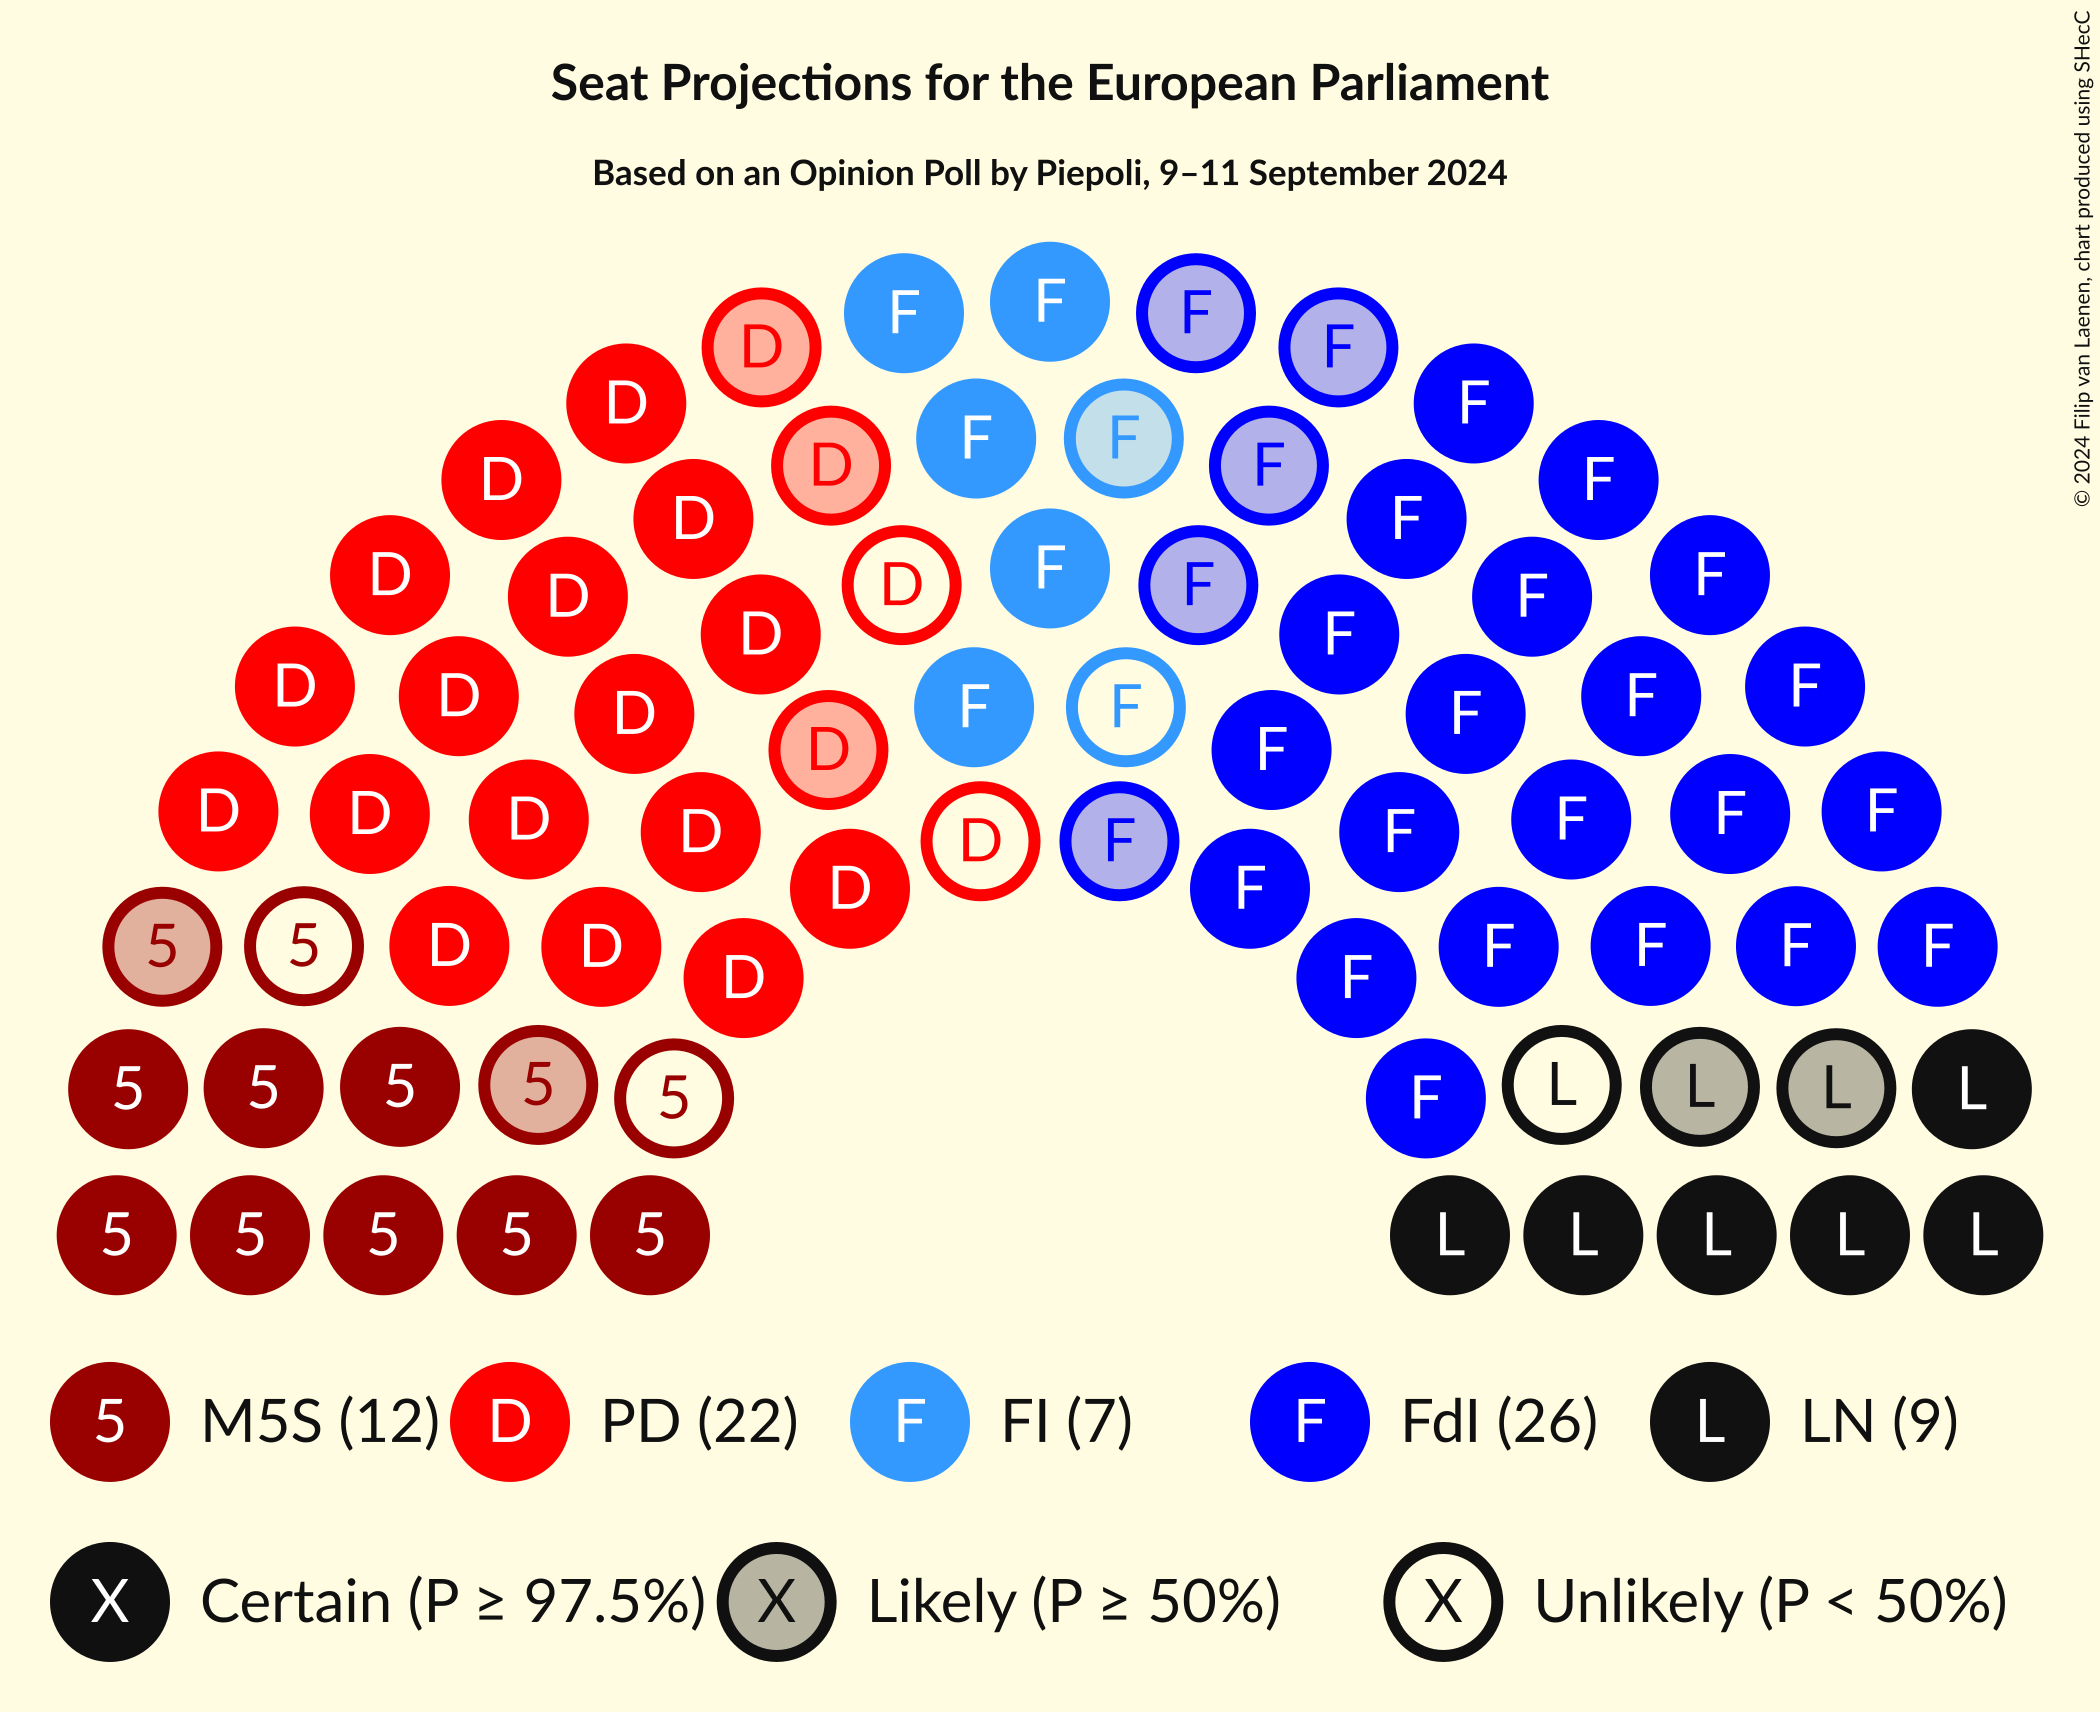 Seat Projections for the European Parliament
Based on an Opinion Poll by Piepoli, 9–11 September 2024
© 2024 Filip van Laenen, chart produced using SHecC
F
F F
D F
D F
F F
D F
D F
D F
D F
F
D F
D F
D F
D F
D F
D F
F F
D F
D F
D F
D F
D F
D F
D F
5 5 D D F F F F
D F
5 5 5 5 5 F L L L L
5 5 5 5 5 L L L L L
5 M5S (12) D PD (22) F FI (7) F FdI (26) L LN (9)
X Certain (P ≥ 97.5%) X Likely (P ≥ 50%) X Unlikely (P < 50%)